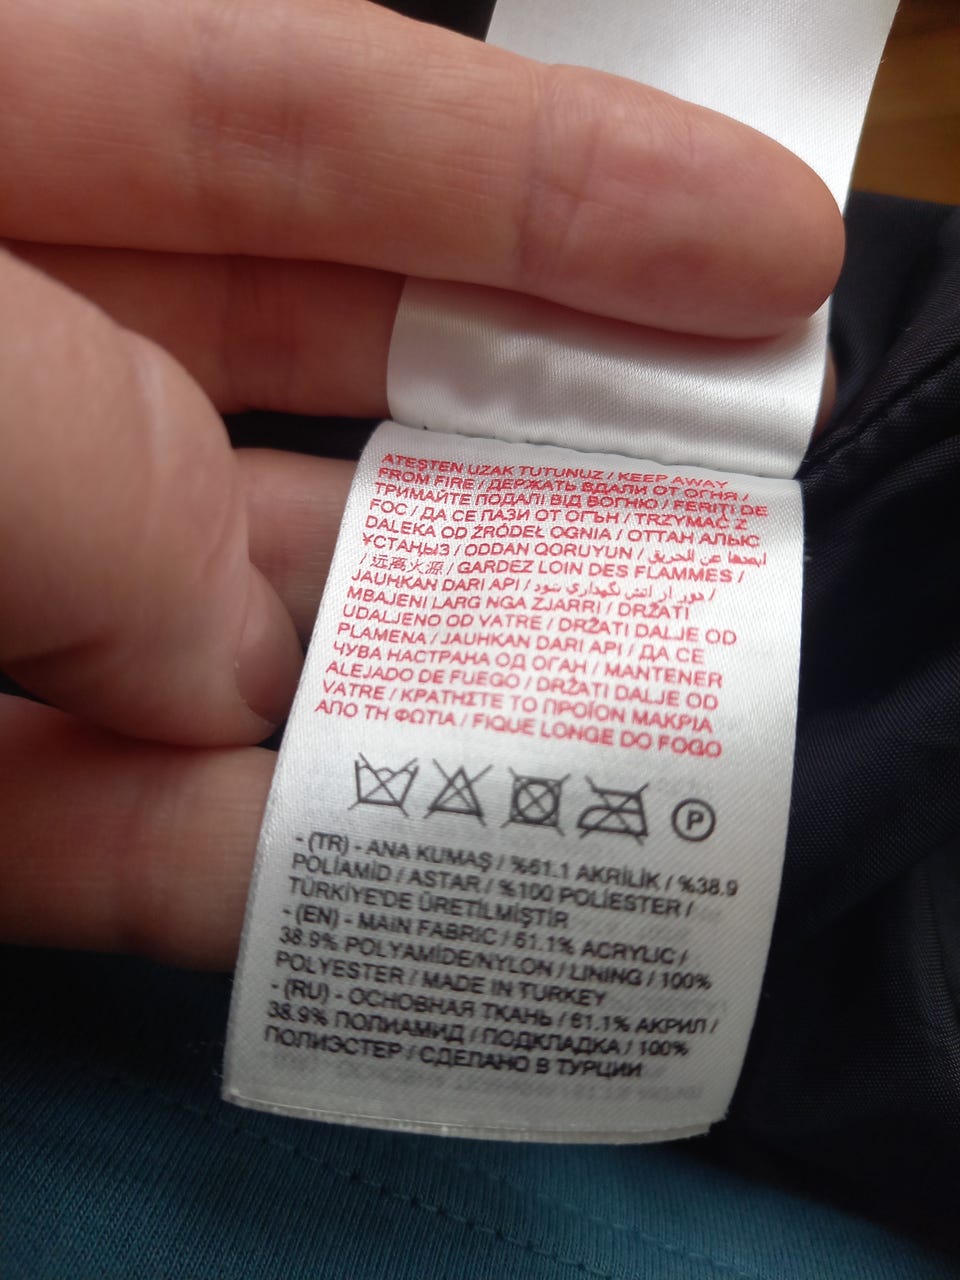 ATEŞTEN UZAK TUTUNUZ / KEEP AWAY
FROM FIRE / ДЕРЖАТЬ ВДАЛИ ОТ ОГНЯ /
ТРИМАЙТЕ ПОДАЛІ ВІД ВОГНЮ / FERIŢI DE
FOC / ДА СЕ ПАЗИ ОТ ОГЪН / TRZYMAĆ Z
DALEKA OD ŹRÓDEŁ OGNIA / ОТТАН АЛЫС
ҰСТАҢЫЗ / ODDAN QORUYUN / ابعدها عن الحريق
/ 远离火源 / GARDEZ LOIN DES FLAMMES /
JAUHKAN DARI API / دور از اتش نگهداری شود /
MBAJENI LARG NGA ZJARRI / DRŽATI
UDALJENO OD VATRE / DRŽATI DALJE OD
PLAMENA / JAUHKAN DARI API / ДА СЕ
ЧУВА НАСТРАНА ОД ОГАН / MANTENER
ALEJADO DE FUEGO / DRŽATI DALJE OD
VATRE / ΚΡΑΤΗΣΤΕ ΤΟ ΠΡΟΪΟΝ ΜΑΚΡΙΑ
ΑΠΟ ΤΗ ΦΩΤΙΑ / FIQUE LONGE DO FOGO
P
- (TR) - ANA KUMAŞ / %61.1 AKRİLİK / %38.9
POLİAMİD / ASTAR / %100 POLİESTER /
TÜRKİYE'DE ÜRETİLMİŞTİR
- (EN) - MAIN FABRIC / 61.1% ACRYLIC /
38.9% POLYAMIDE/NYLON / LINING / 100%
POLYESTER / MADE IN TURKEY
- (RU) - ОСНОВНАЯ ТКАНЬ / 61.1% АКРИЛ /
38.9% ПОЛИАМИД / ПОДКЛАДКА / 100%
ПОЛИЭСТЕР / СДЕЛАНО В ТУРЦИИ